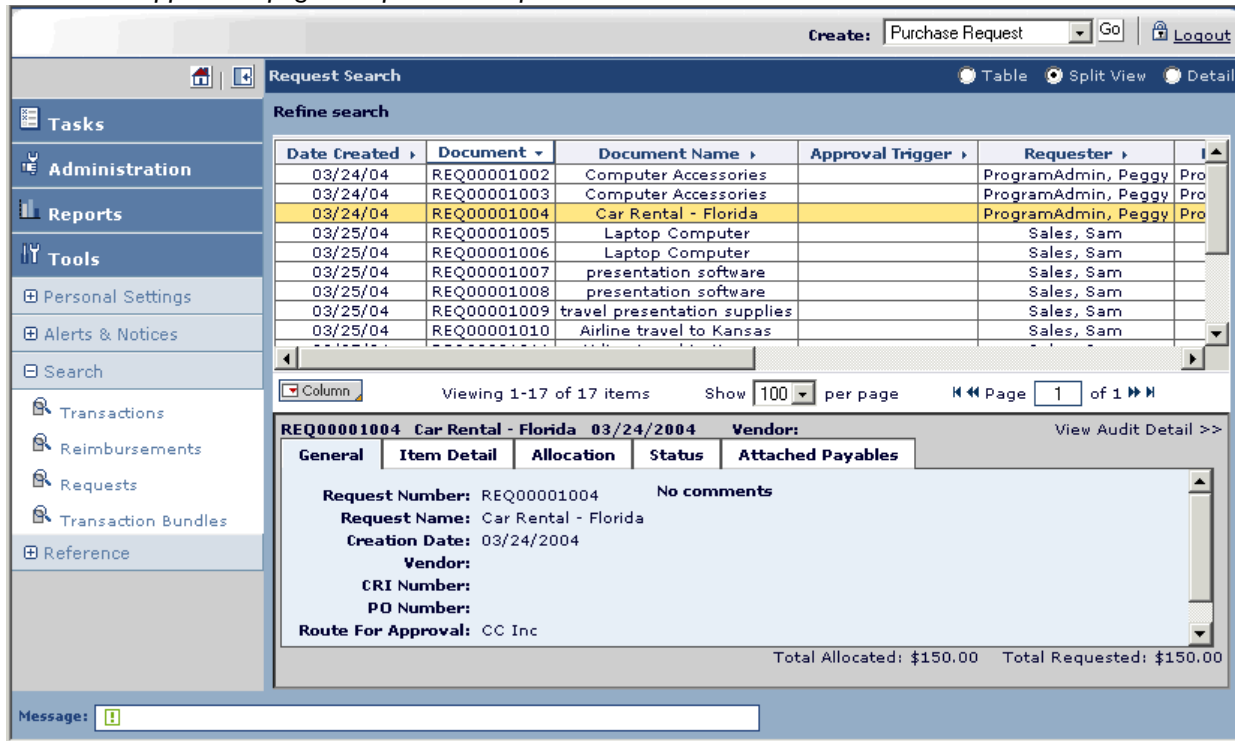 Create: Purchase Request Go Logout
Request Search Table Split View Detail
Refine search
Tasks
Administration
Reports
Tools
Personal Settings
Alerts & Notices
Search
Transactions
Reimbursements
Requests
Transaction Bundles
Reference
Date Created Document Document Name Approval Trigger Requester
03/24/04 REQ00001002 Computer Accessories ProgramAdmin, Peggy Pro
03/24/04 REQ00001003 Computer Accessories ProgramAdmin, Peggy Pro
03/24/04 REQ00001004 Car Rental - Florida ProgramAdmin, Peggy Pro
03/25/04 REQ00001005 Laptop Computer Sales, Sam
03/25/04 REQ00001006 Laptop Computer Sales, Sam
03/25/04 REQ00001007 presentation software Sales, Sam
03/25/04 REQ00001008 presentation software Sales, Sam
03/25/04 REQ00001009 travel presentation supplies Sales, Sam
03/25/04 REQ00001010 Airline travel to Kansas Sales, Sam
Column Viewing 1-17 of 17 items Show 100 per page Page 1 of 1
REQ00001004 Car Rental - Florida 03/24/2004 Vendor: View Audit Detail >>
General Item Detail Allocation Status Attached Payables
Request Number: REQ00001004 No comments
Request Name: Car Rental - Florida
Creation Date: 03/24/2004
Vendor:
CRI Number:
PO Number:
Route For Approval: CC Inc
Total Allocated: $150.00 Total Requested: $150.00
Message: